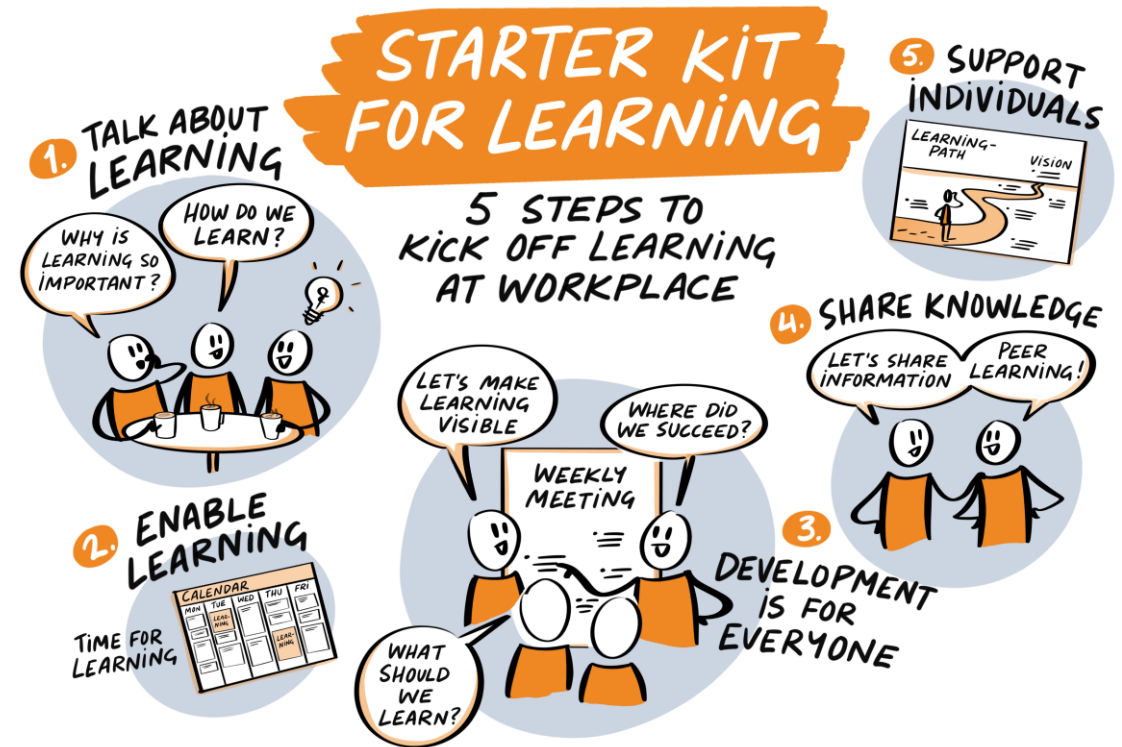 STARTER KiT
FOR LEARNiNG
5 STEPS TO
KiCK OFF LEARNiNG
AT WORKPLACE
1. TALK ABOUT
LEARNiNG
WHY iS
LEARNiNG SO
iMPORTANT?
HOW DO WE
LEARN?
2. ENABLE
LEARNiNG
TiME FOR
LEARNiNG
CALENDAR
MON TUE WED THU FRI
LEAR-
NING
LEAR-
NING
3.
DEVELOPMENT
iS FOR
EVERYONE
LET'S MAKE
LEARNiNG
ViSiBLE
WHERE DiD
WE SUCCEED?
WEEKLY
MEETiNG
WHAT
SHOULD
WE
LEARN?
4. SHARE KNOWLEDGE
LET'S SHARE
iNFORMATiON
PEER
LEARNiNG!
5. SUPPORT
iNDiViDUALS
LEARNiNG-
PATH
ViSiON